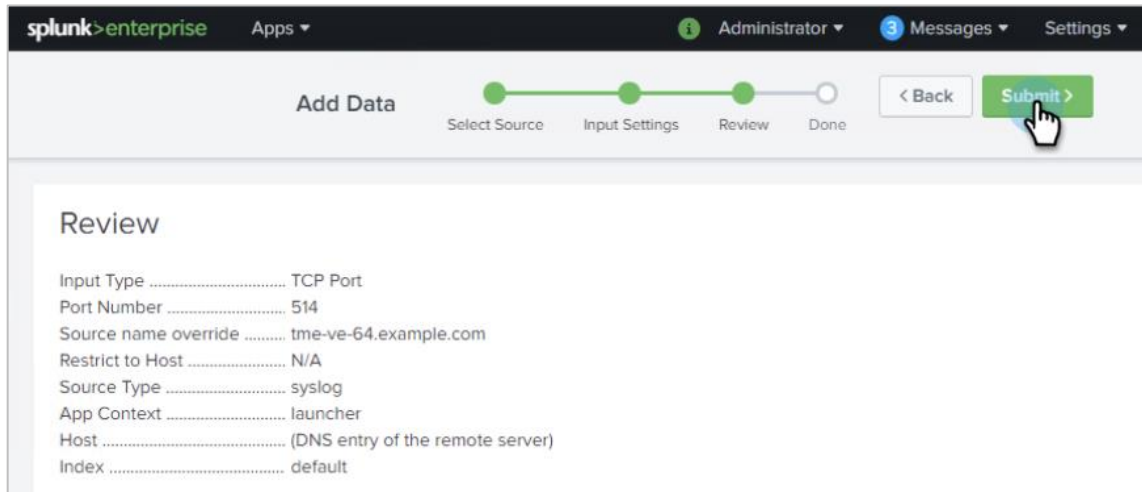 splunk>enterprise Apps ▾ i Administrator ▾ 3 Messages ▾ Settings ▾
Add Data < Back Submit >
Select Source Input Settings Review Done
Review
Input Type ................................ TCP Port
Port Number ............................ 514
Source name override .......... tme-ve-64.example.com
Restrict to Host ....................... N/A
Source Type ............................ syslog
App Context ............................ launcher
Host ........................................... (DNS entry of the remote server)
Index ......................................... default